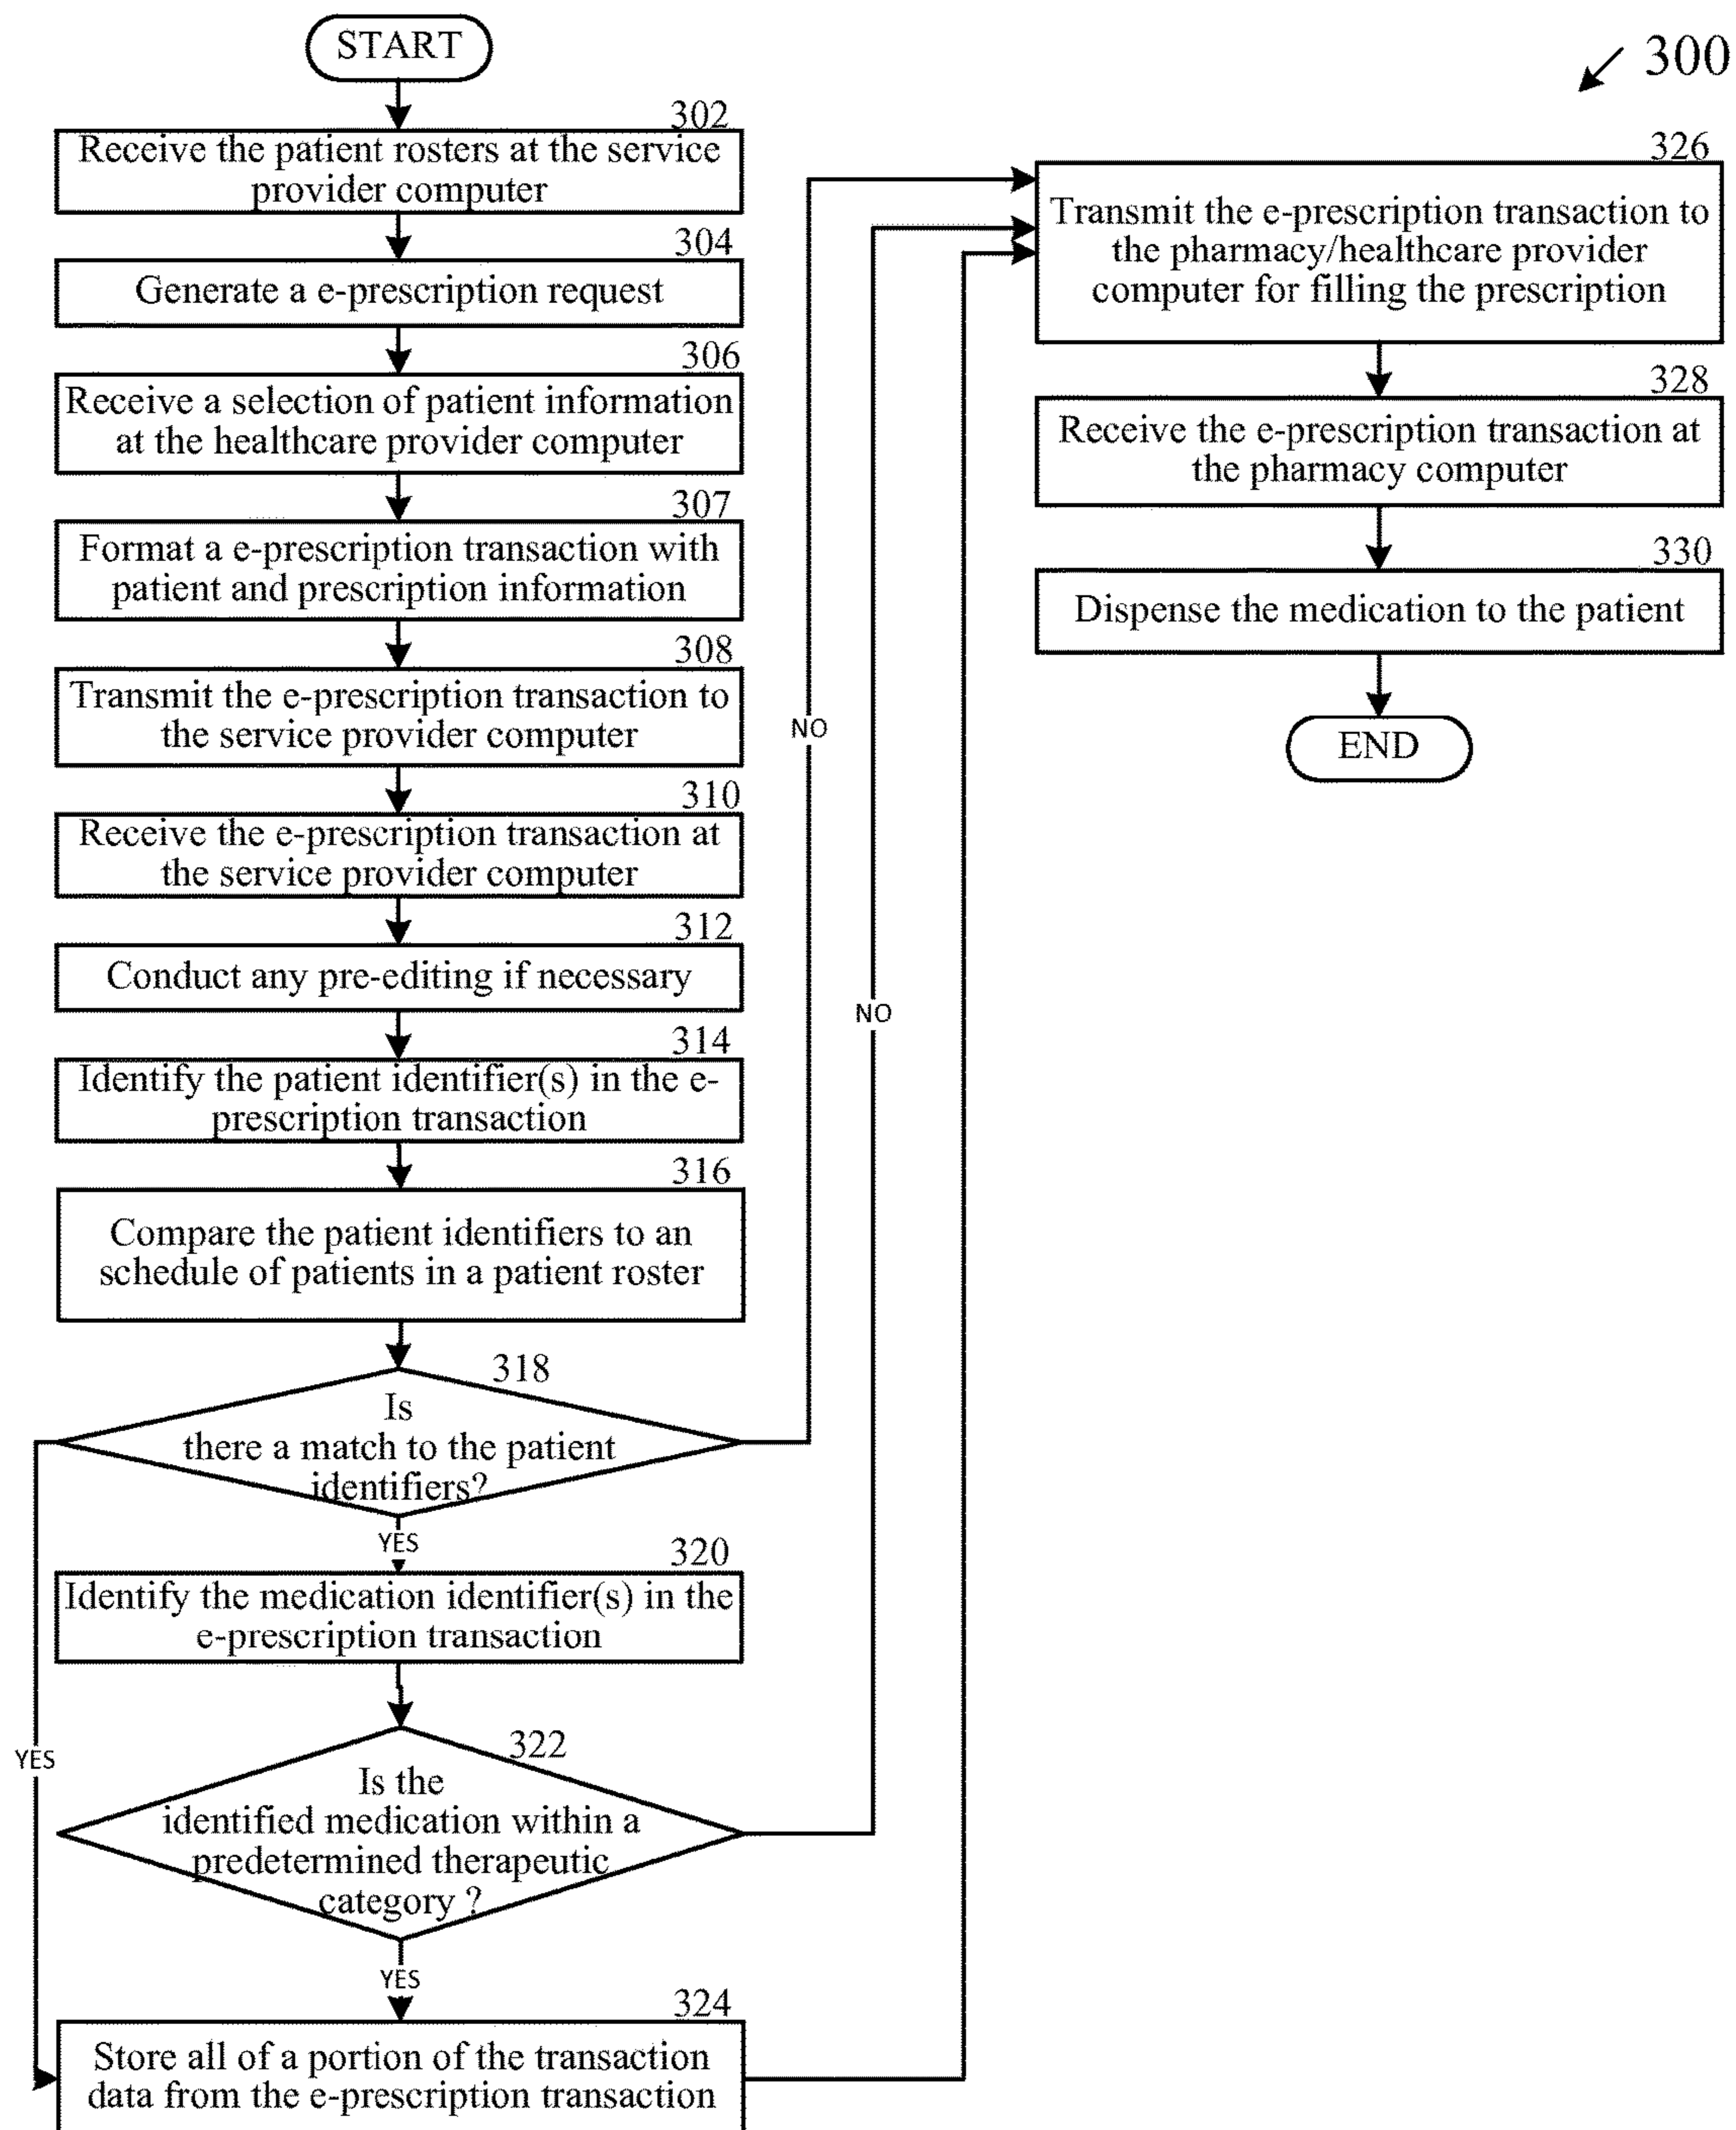 START
300
302
Receive the patient rosters at the service
provider computer
304
Generate a e-prescription request
306
Receive a selection of patient information
at the healthcare provider computer
307
Format a e-prescription transaction with
patient and prescription information
308
Transmit the e-prescription transaction to
the service provider computer
310
Receive the e-prescription transaction at
the service provider computer
312
Conduct any pre-editing if necessary
314
Identify the patient identifier(s) in the e-
prescription transaction
316
Compare the patient identifiers to an
schedule of patients in a patient roster
318
Is
there a match to the patient
identifiers?
NO
YES
YES
320
Identify the medication identifier(s) in the
e-prescription transaction
322
Is the
identified medication within a
predetermined therapeutic
category ?
NO
YES
324
Store all of a portion of the transaction
data from the e-prescription transaction
326
Transmit the e-prescription transaction to
the pharmacy/healthcare provider
computer for filling the prescription
328
Receive the e-prescription transaction at
the pharmacy computer
330
Dispense the medication to the patient
END